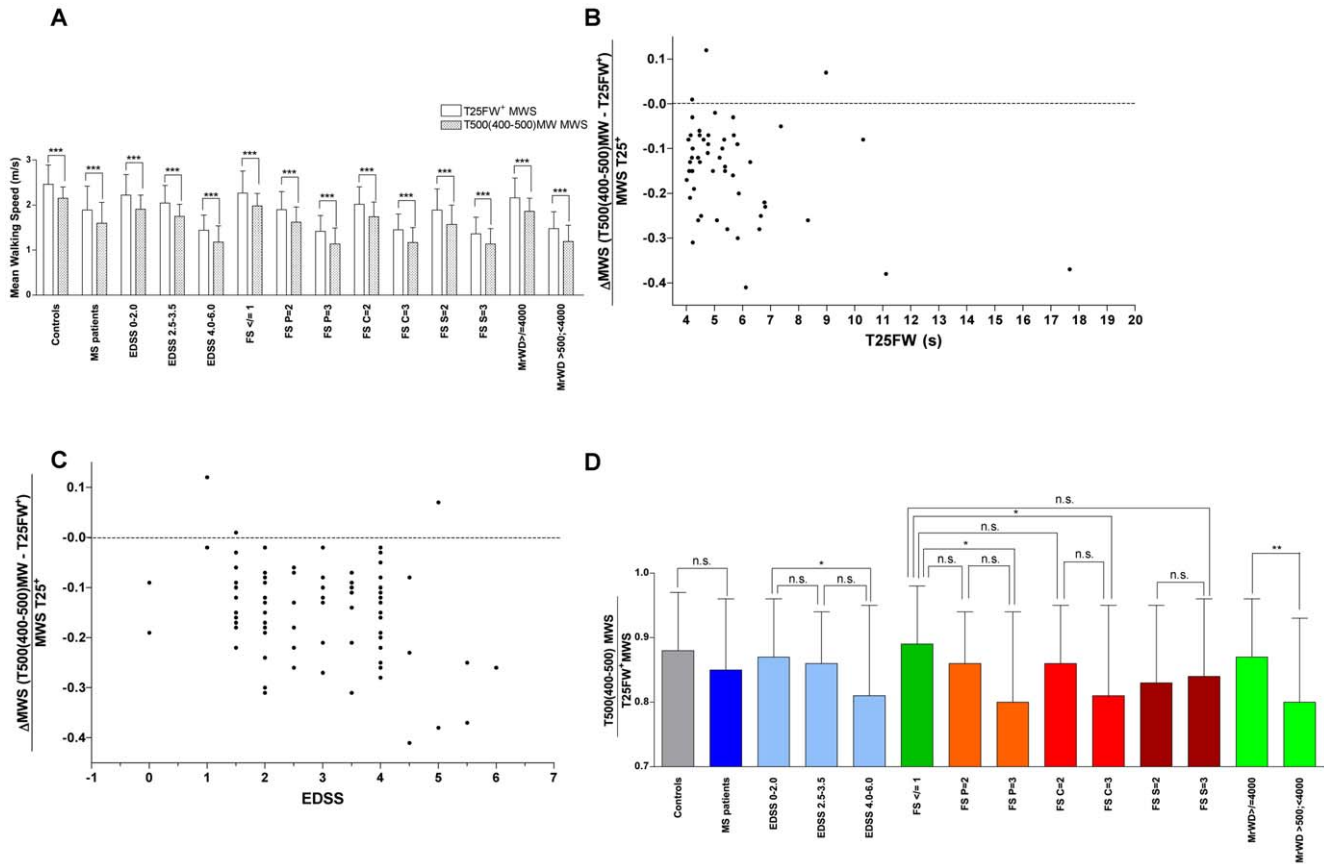 A
T25FW+ MWS
T500(400-500)MW MWS
Mean Walking Speed (m/s)
3
2
1
0
*** *** *** *** *** *** *** *** *** *** *** *** ***
Controls
MS patients
EDSS 0-2.0
EDSS 2.5-3.5
EDSS 4.0-6.0
FS </= 1
FS P=2
FS P=3
FS C=2
FS C=3
FS S=2
FS S=3
MrWD>/=4000
MrWD >500;<4000
B
ΔMWS (T500(400-500)MW - T25FW+)
MWS T25+
0.1
-0.0
-0.1
-0.2
-0.3
-0.4
4 5 6 7 8 9 10 11 12 13 14 15 16 17 18 19 20
T25FW (s)
C
ΔMWS (T500(400-500)MW - T25FW+)
MWS T25+
0.1
-0.0
-0.1
-0.2
-0.3
-0.4
-1 0 1 2 3 4 5 6 7
EDSS
D
T500(400-500) MWS
T25FW+MWS
1.0
0.9
0.8
0.7
n.s.
*
n.s.
n.s.
n.s.
*
n.s.
*
n.s.
n.s.
n.s.
n.s.
**
Controls
MS patients
EDSS 0-2.0
EDSS 2.5-3.5
EDSS 4.0-6.0
FS </= 1
FS P=2
FS P=3
FS C=2
FS C=3
FS S=2
FS S=3
MrWD>/=4000
MrWD >500;<4000